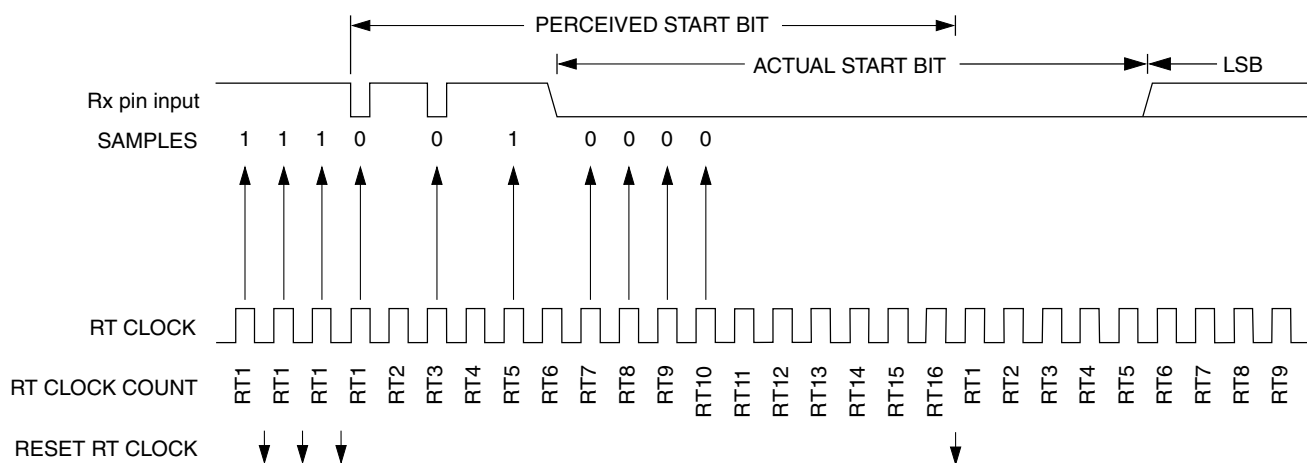 PERCEIVED START BIT
ACTUAL START BIT
LSB
Rx pin input
SAMPLES 1 1 1 0 0 1 0 0 0 0
RT CLOCK
RT CLOCK COUNT RT1 RT1 RT1 RT1 RT2 RT3 RT4 RT5 RT6 RT7 RT8 RT9 RT10 RT11 RT12 RT13 RT14 RT15 RT16 RT1 RT2 RT3 RT4 RT5 RT6 RT7 RT8 RT9
RESET RT CLOCK